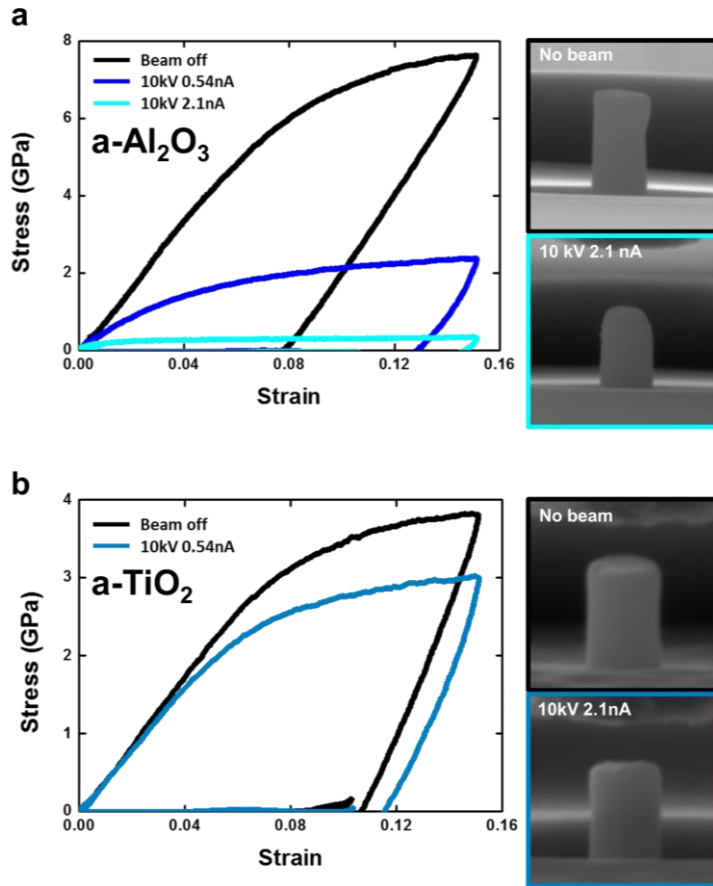 a
Beam off
10kV 0.54nA
10kV 2.1nA
a-Al₂O₃
Stress (GPa)
8
6
4
2
0
0.00 0.04 0.08 0.12 0.16
Strain
No beam
10 kV 2.1 nA
b
Beam off
10kV 0.54nA
a-TiO₂
Stress (GPa)
4
3
2
1
0
0.00 0.04 0.08 0.12 0.16
Strain
No beam
10kV 2.1nA